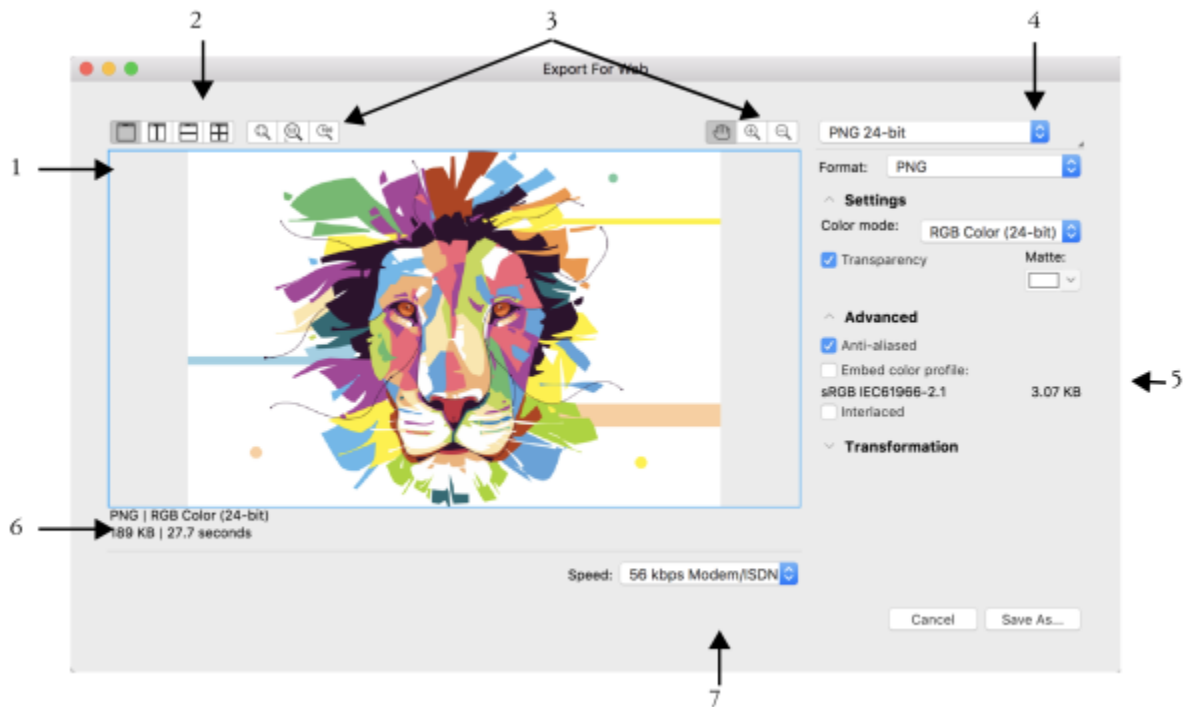 2
3
4
Export For Web
PNG 24-bit
1
Format: PNG
Settings
Color mode: RGB Color (24-bit)
Transparency
Matte:
Advanced
Anti-aliased
Embed color profile:
5
sRGB IEC61966-2.1 3.07 KB
Interlaced
Transformation
PNG | RGB Color (24-bit)
6
189 KB | 27.7 seconds
Speed: 56 kbps Modem/ISDN
Cancel Save As...
7